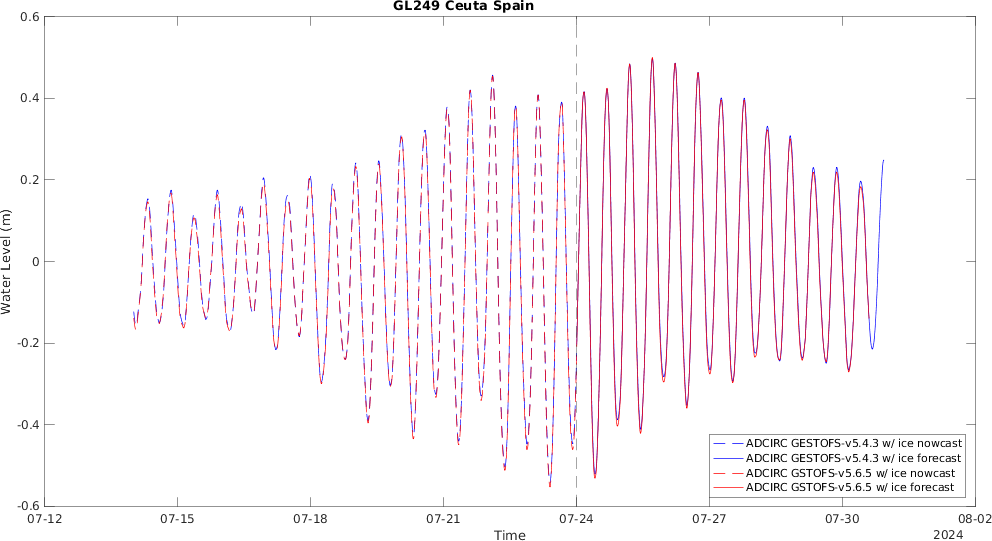 GL249 Ceuta Spain
0.6
0.4
0.2
0
-0.2
-0.4
-0.6
Water Level (m)
07-12
07-15
07-18
07-21
07-24
07-27
07-30
08-02
Time
2024
ADCIRC GESTOFS-v5.4.3 w/ ice nowcast
ADCIRC GESTOFS-v5.4.3 w/ ice forecast
ADCIRC GSTOFS-v5.6.5 w/ ice nowcast
ADCIRC GSTOFS-v5.6.5 w/ ice forecast